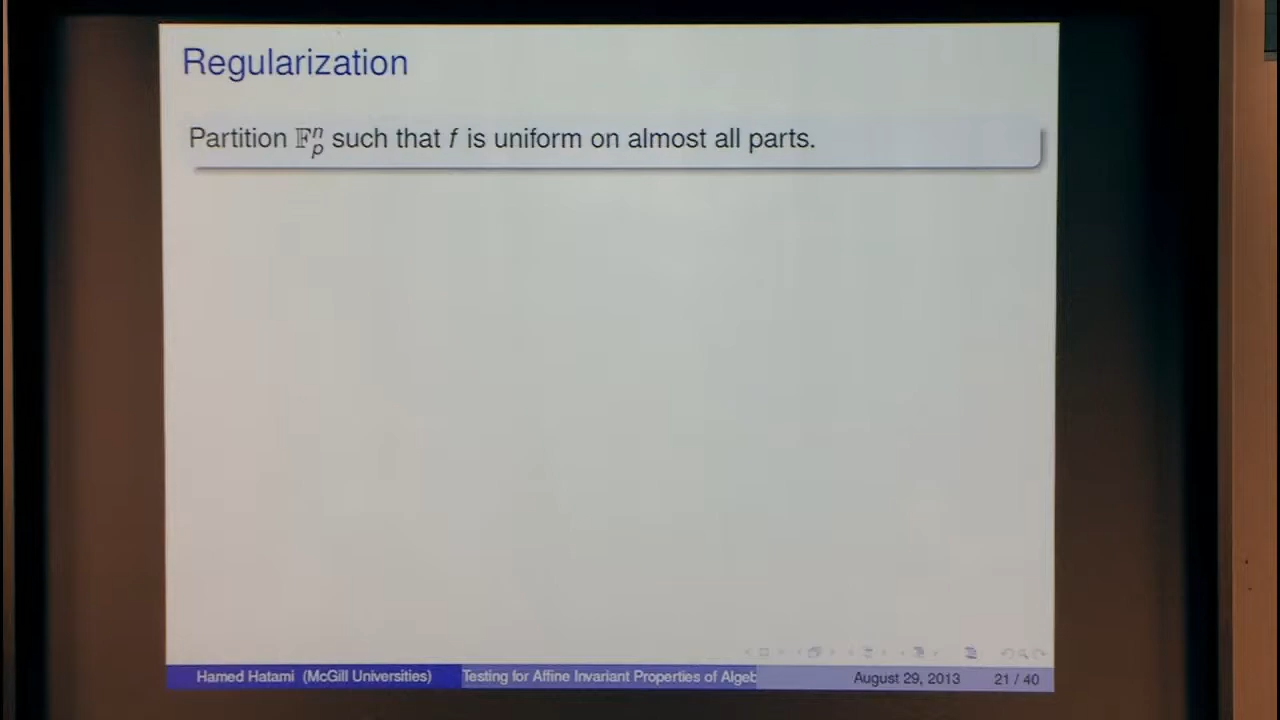 Regularization
Partition 𝔽ₚⁿ such that f is uniform on almost all parts.
Hamed Hatami (McGill Universities) Testing for Affine Invariant Properties of Algeb August 29, 2013 21 / 40